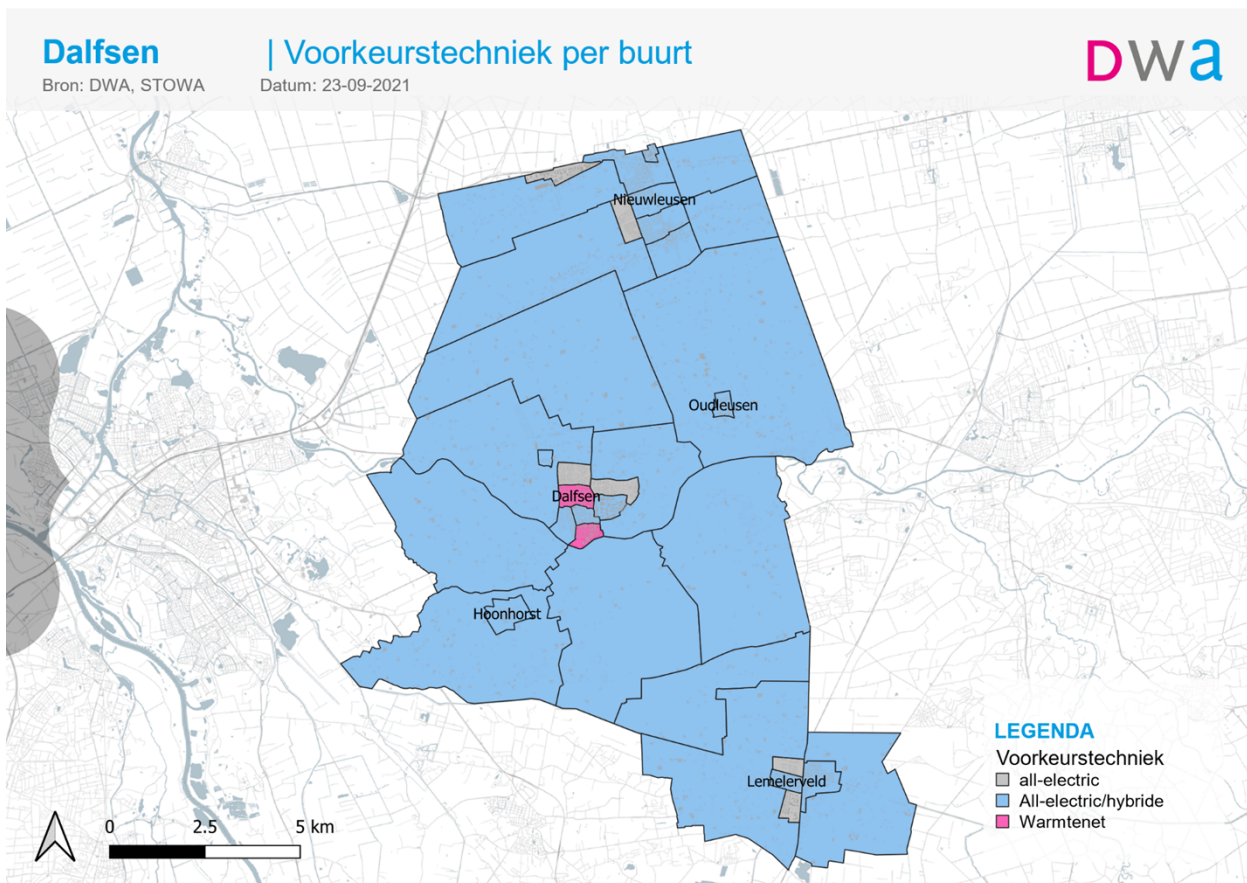 Dalfsen | Voorkeurstechniek per buurt
Bron: DWA, STOWA Datum: 23-09-2021
DWa
Nieuwleusen
Oudleusen
Dalfsen
Hoonhorst
Lemelerveld
LEGENDA
Voorkeurstechniek
all-electric
All-electric/hybride
Warmtenet
0 2.5 5 km